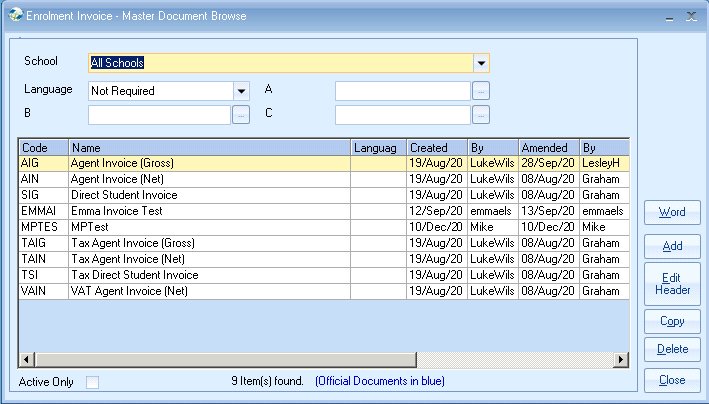 Enrolment Invoice - Master Document Browse
School All Schools
Language Not Required A ...
B ... C ...
Code Name Languag Created By Amended By
AIG Agent Invoice (Gross) 19/Aug/20 LukeWils 28/Sep/20 LesleyH
AIN Agent Invoice (Net) 19/Aug/20 LukeWils 08/Aug/20 Graham
SIG Direct Student Invoice 19/Aug/20 LukeWils 08/Aug/20 Graham
EMMAI Emma Invoice Test 12/Sep/20 emmaels 13/Sep/20 emmaels
MPTES MPTest 10/Dec/20 Mike 10/Dec/20 Mike
TAIG Tax Agent Invoice (Gross) 19/Aug/20 LukeWils 08/Aug/20 Graham
TAIN Tax Agent Invoice (Net) 19/Aug/20 LukeWils 08/Aug/20 Graham
TSI Tax Direct Student Invoice 19/Aug/20 LukeWils 08/Aug/20 Graham
VAIN VAT Agent Invoice (Net) 19/Aug/20 LukeWils 08/Aug/20 Graham
Word
Add
Edit
Header
Copy
Delete
Close
Active Only 9 Item(s) found. (Official Documents in blue)